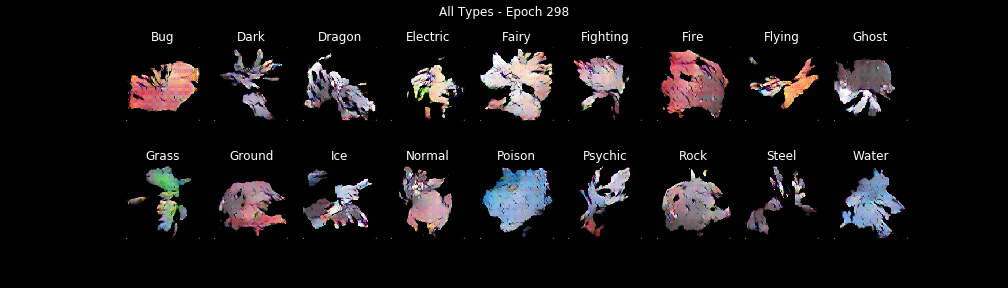 All Types - Epoch 298
Bug Dark Dragon Electric Fairy Fighting Fire Flying Ghost
Grass Ground Ice Normal Poison Psychic Rock Steel Water